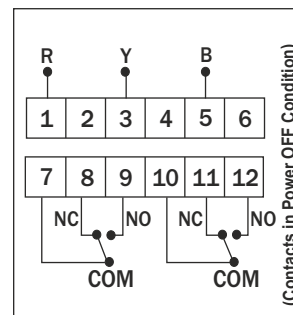 R Y B
1 2 3 4 5 6
7 8 9 10 11 12
NC NO NC NO
COM COM
(Contacts in Power OFF Condition)